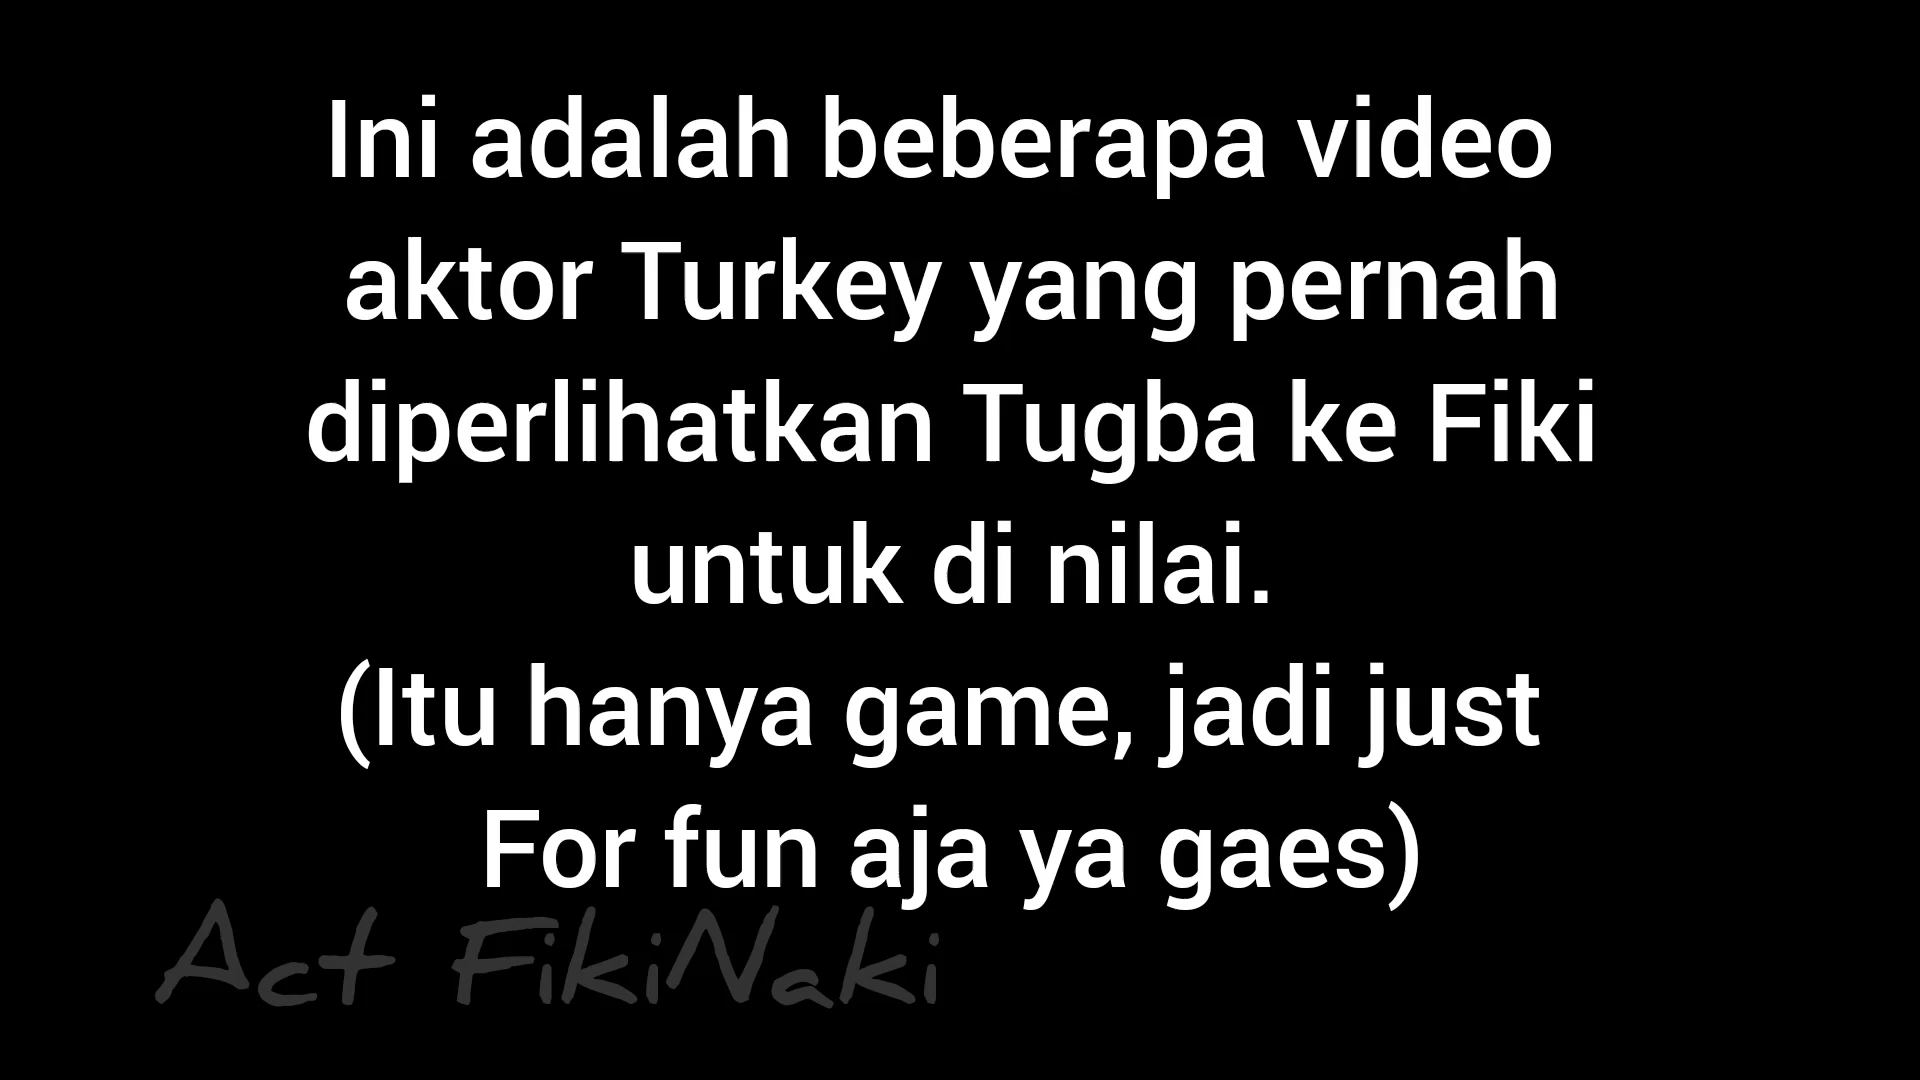 Ini adalah beberapa video
aktor Turkey yang pernah
diperlihatkan Tugba ke Fiki
untuk di nilai.
(Itu hanya game, jadi just
For fun aja ya gaes)
Act FikiNaki